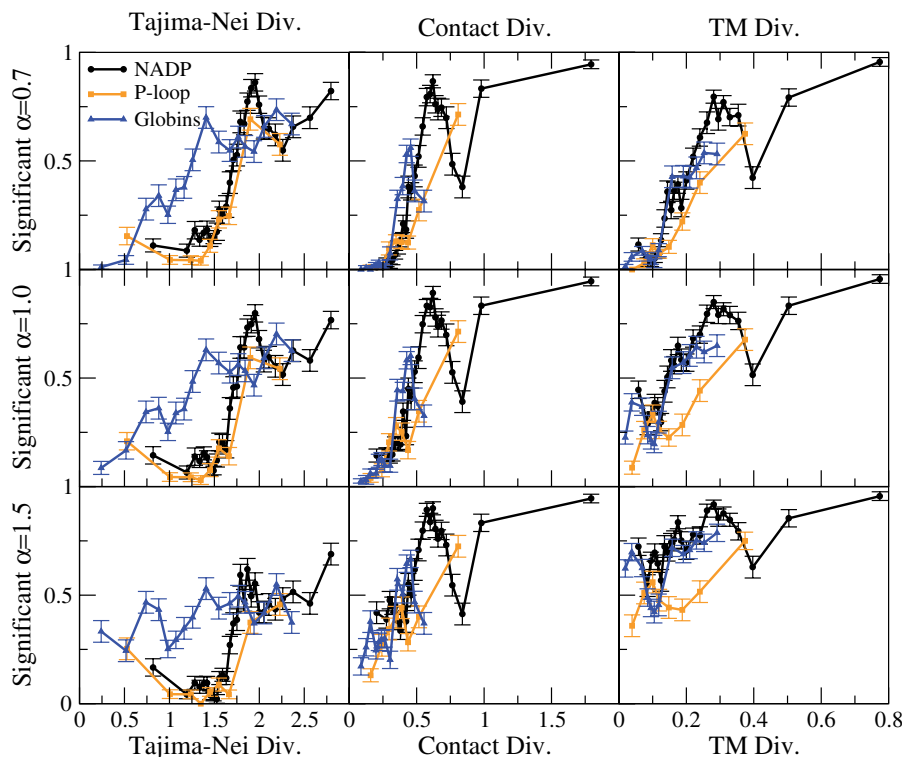 Tajima-Nei Div. Contact Div. TM Div.
Significant α=0.7
1
0.5
NADP
P-loop
Globins
Significant α=1.0
1
0.5
Significant α=1.5
1
0.5
0
0 0.5 1 1.5 2 2.5 0 0.5 1 1.5 2 0 0.2 0.4 0.6 0.8
Tajima-Nei Div. Contact Div. TM Div.